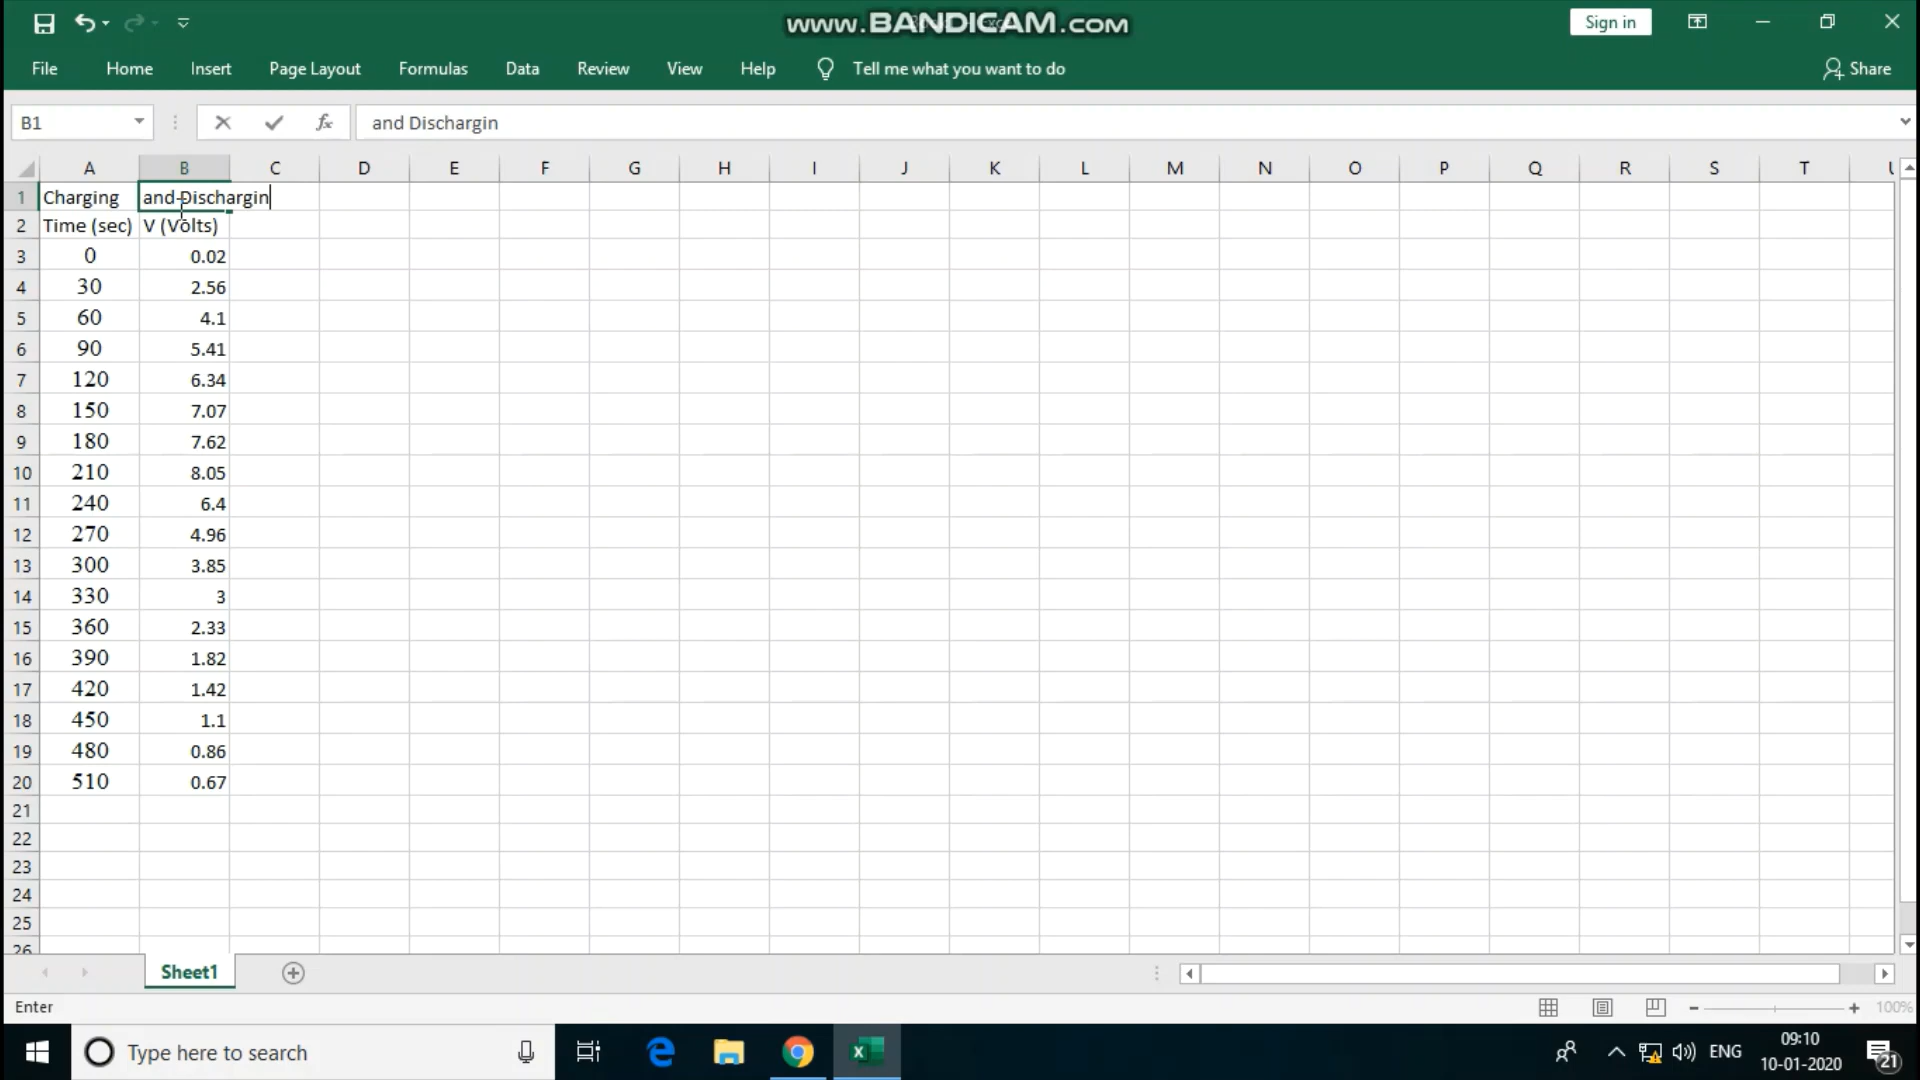 www.BANDICAM.com
Sign in
File Home Insert Page Layout Formulas Data Review View Help Tell me what you want to do Share
B1 fx and Dischargin
A B C D E F G H I J K L M N O P Q R S T
1 Charging and Dischargin
2 Time (sec) V (Volts)
3 0 0.02
4 30 2.56
5 60 4.1
6 90 5.41
7 120 6.34
8 150 7.07
9 180 7.62
10 210 8.05
11 240 6.4
12 270 4.96
13 300 3.85
14 330 3
15 360 2.33
16 390 1.82
17 420 1.42
18 450 1.1
19 480 0.86
20 510 0.67
21
22
23
24
25
26
Sheet1
Enter 100%
Type here to search ENG 09:10
10-01-2020 21